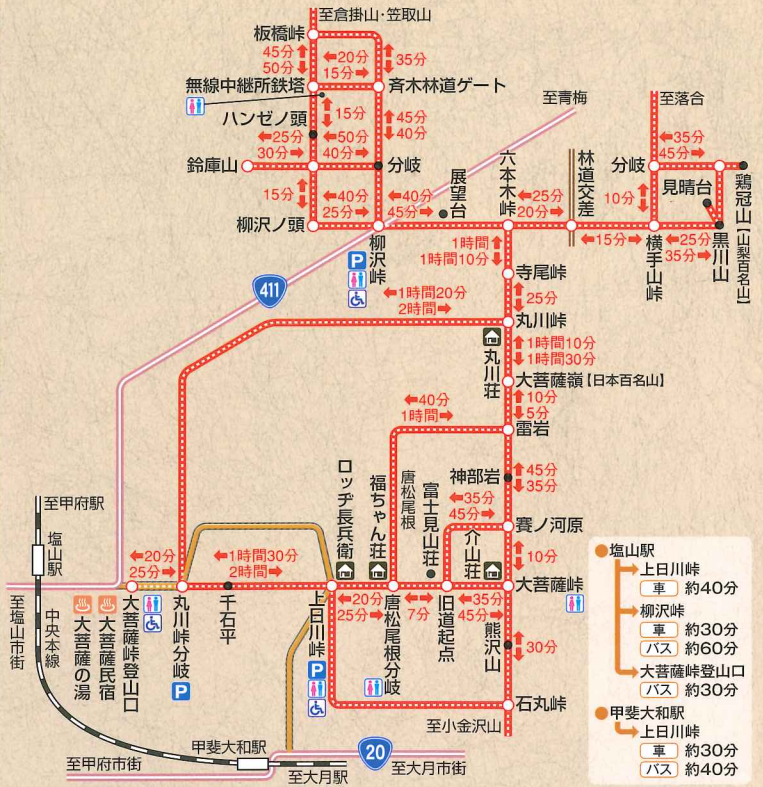 至倉掛山・笠取山
板橋峠
45分
50分
←20分
15分→
35分
無線中継所鉄塔
斉木林道ゲート
至青梅
至落合
15分
45分
40分
ハンゼノ頭
←25分
30分→
←50分
40分→
鈴庫山
分岐
展望台
六本木峠
林道交差
分岐
←35分
45分→
見晴台
鶏冠山【山梨百名山】
15分
←40分
25分→
←40分
45分→
←25分
20分→
10分
柳沢ノ頭
柳沢峠
P
1時間
1時間10分
←15分→
横手山峠
←25分
35分→
黒川山
寺尾峠
411
←1時間20分
2時間→
25分
丸川峠
丸川荘
1時間10分
1時間30分
大菩薩嶺【日本百名山】
←40分
1時間→
10分
5分
雷岩
ロッヂ長兵衛
福ちゃん荘
唐松尾根
富士見山荘
神部岩
45分
35分
←35分
45分→
賽ノ河原
介山荘
10分
至甲府駅
塩山駅
←20分
25分→
←1時間30分
2時間→
大菩薩峠
至塩山市街
中央本線
大菩薩の湯
大菩薩民宿
大菩薩峠登山口
丸川峠分岐
P
千石平
上日川峠
P
←20分
25分→
唐松尾根分岐
7分
旧道起点
←35分
45分→
熊沢山
30分
石丸峠
至小金沢山
甲斐大和駅
20
至甲府市街
至大月駅
至大月市街
●塩山駅
上日川峠
車 約40分
柳沢峠
車 約30分
バス 約60分
大菩薩峠登山口
バス 約30分
●甲斐大和駅
上日川峠
車 約30分
バス 約40分